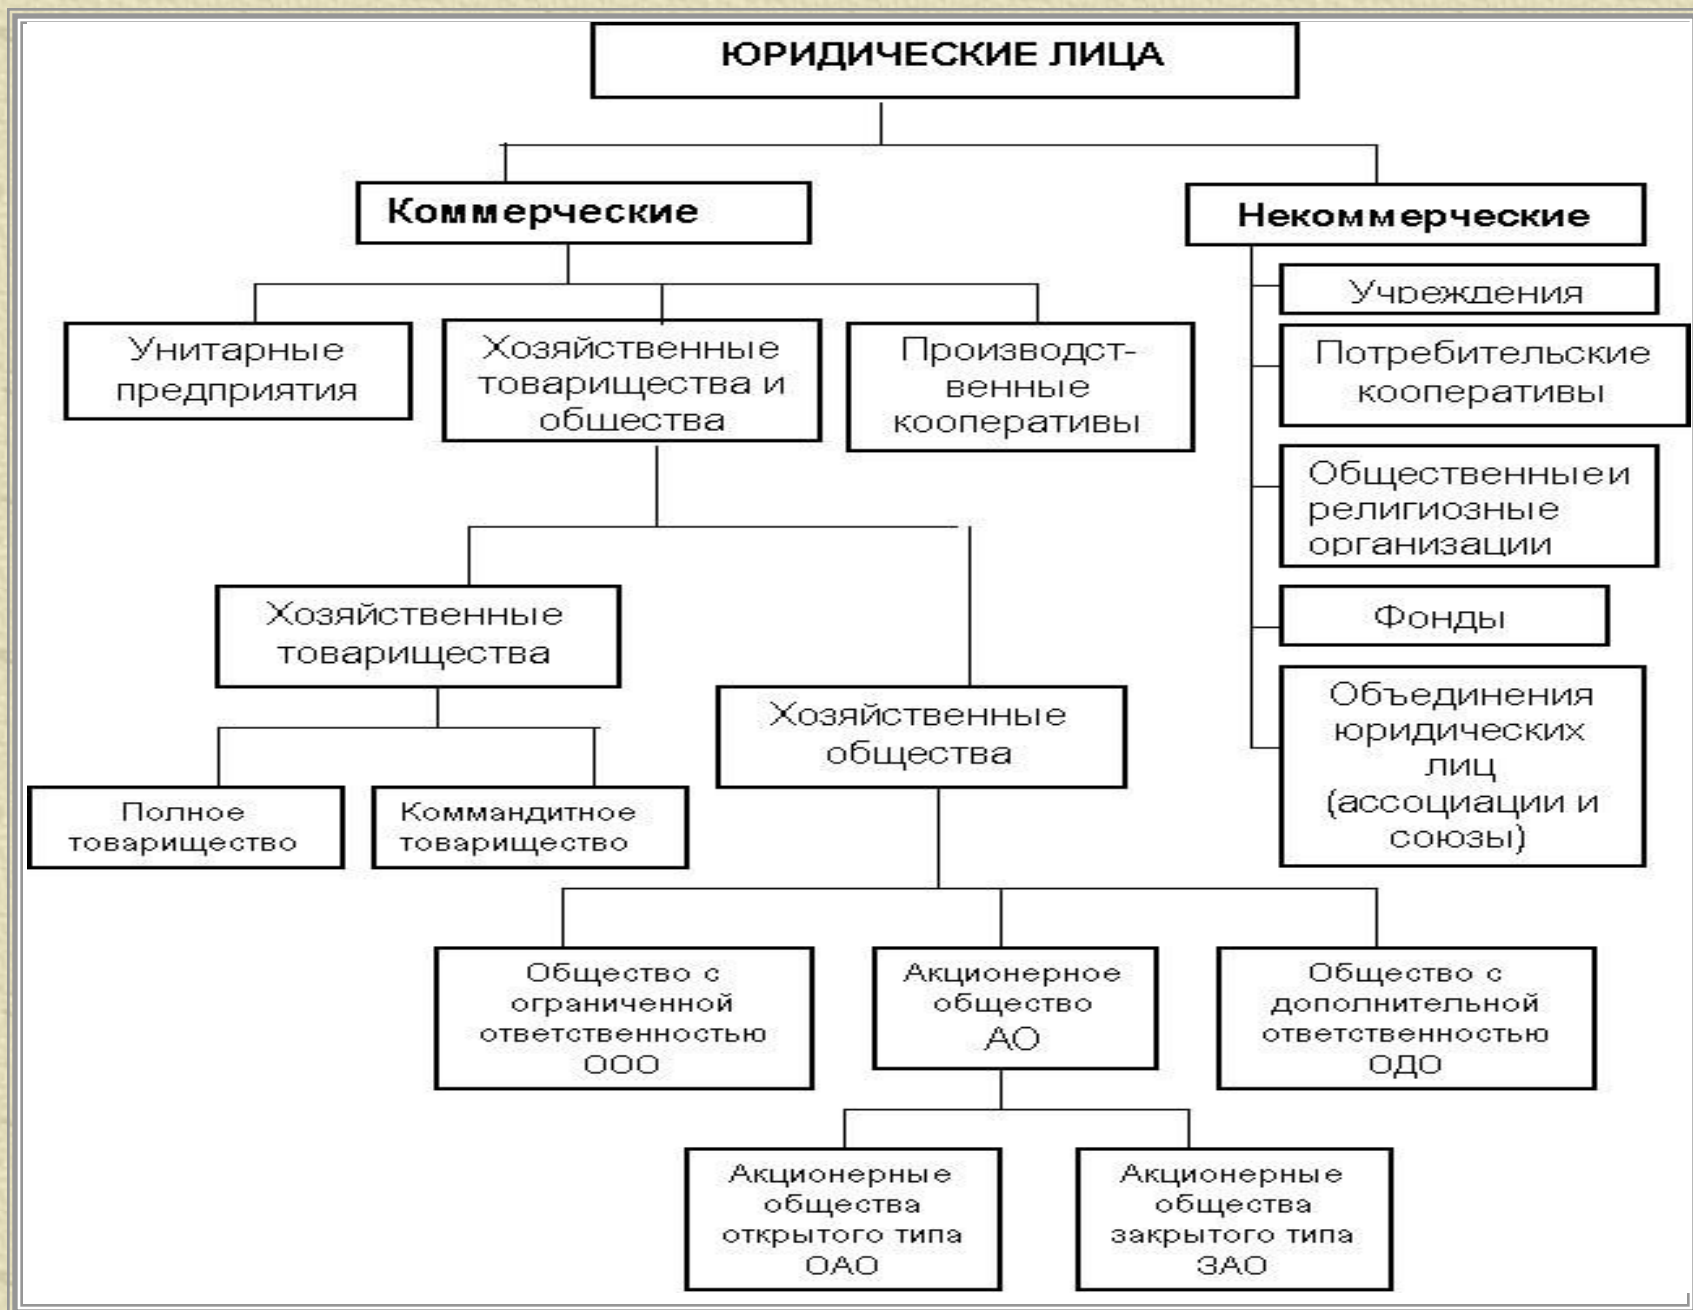 ЮРИДИЧЕСКИЕ ЛИЦА
Коммерческие
Некоммерческие
Унитарные
предприятия
Хозяйственные
товарищества и
общества
Производст-
венные
кооперативы
Учреждения
Потребительские
кооперативы
Общественные и
религиозные
организации
Фонды
Объединения
юридических
лиц
(ассоциации и
союзы)
Хозяйственные
товарищества
Хозяйственные
общества
Полное
товарищество
Коммандитное
товарищество
Общество с
ограниченной
ответственностью
ООО
Акционерное
общество
АО
Общество с
дополнительной
ответственностью
ОДО
Акционерные
общества
открытого типа
ОАО
Акционерные
общества
закрытого типа
ЗАО